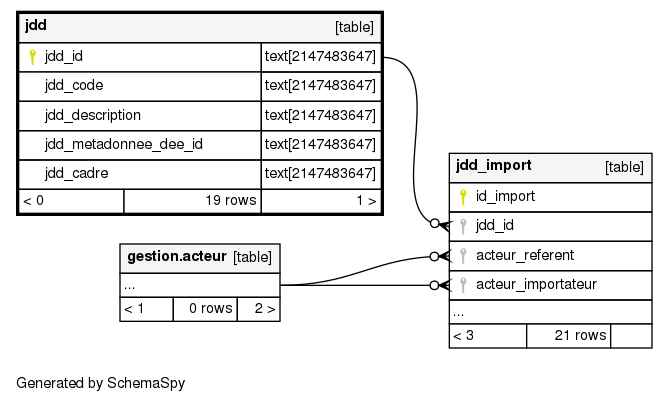 jdd [table]
jdd_id text[2147483647]
jdd_code text[2147483647]
jdd_description text[2147483647]
jdd_metadonnee_dee_id text[2147483647]
jdd_cadre text[2147483647]
< 0 19 rows 1 >
jdd_import [table]
id_import
jdd_id
acteur_referent
acteur_importateur
...
< 3 21 rows
gestion.acteur [table]
...
< 1 0 rows 2 >
Generated by SchemaSpy